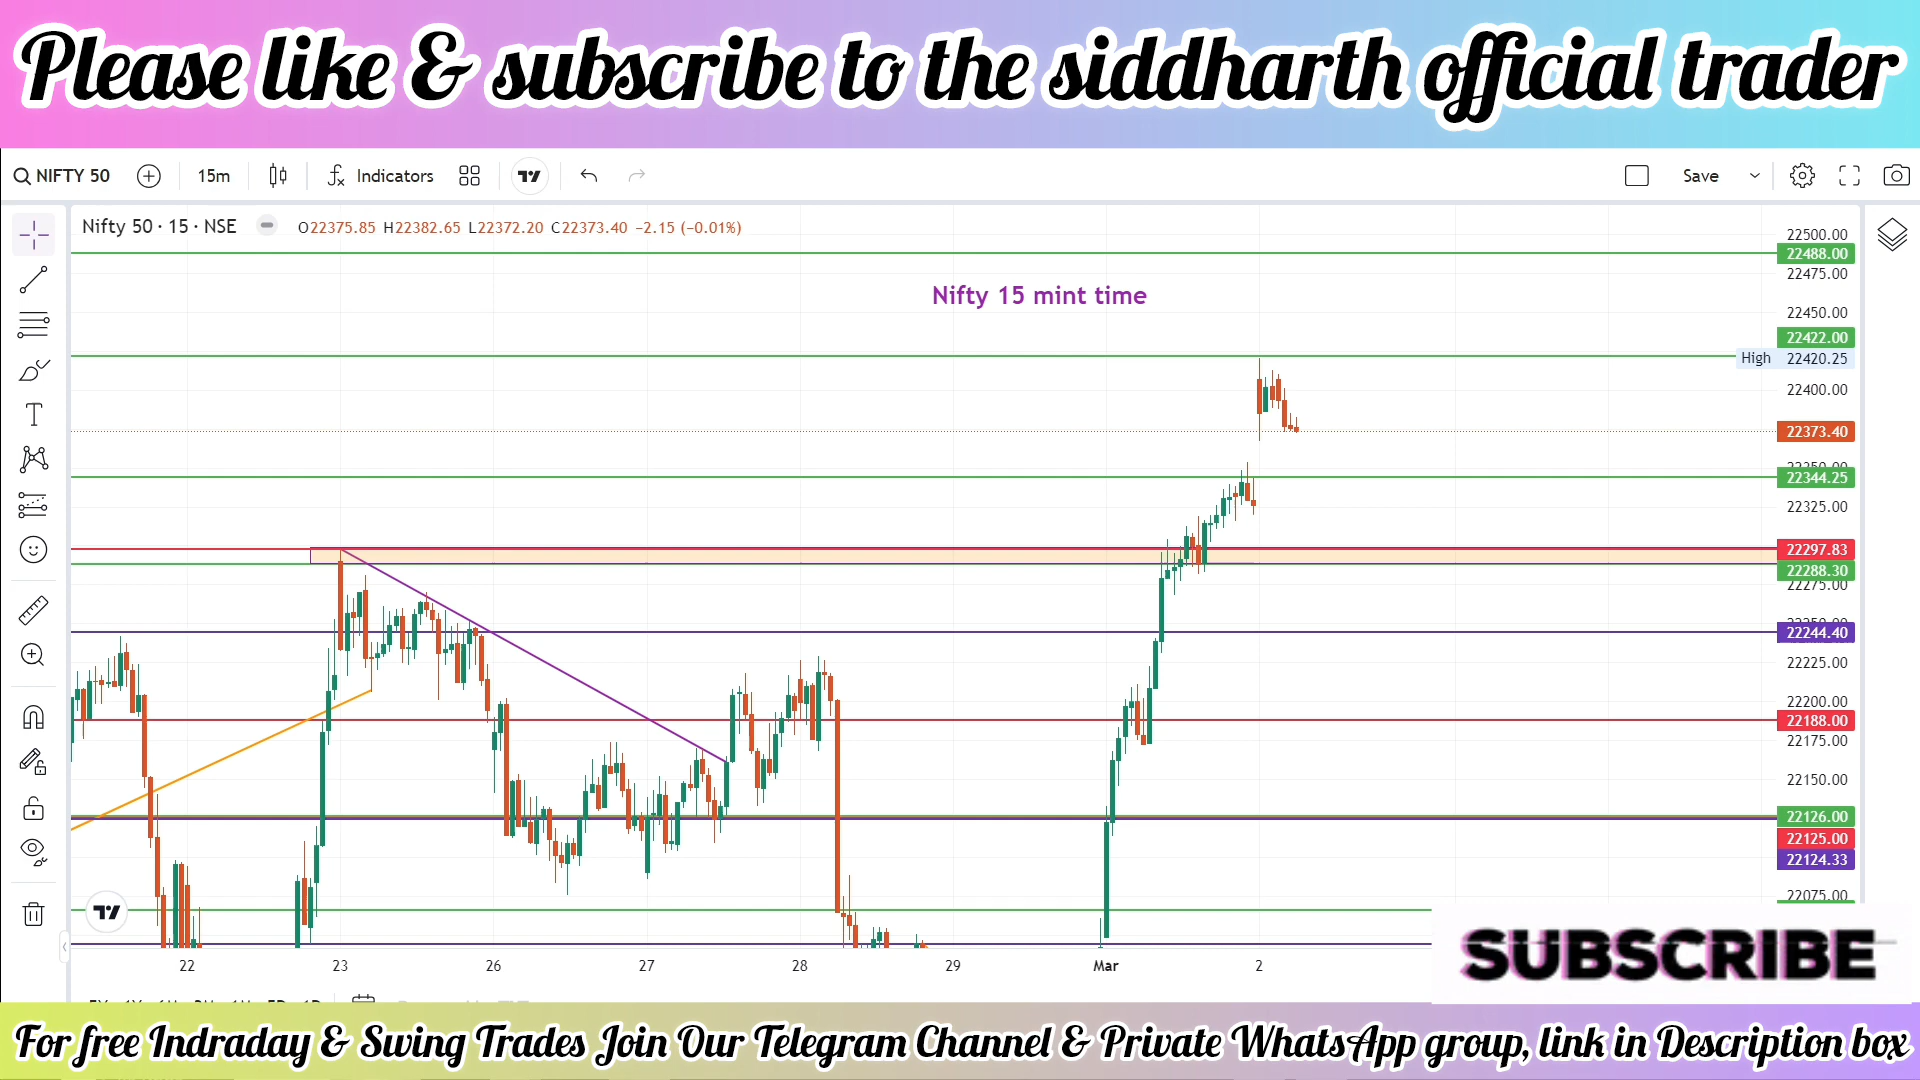 Please like & subscribe to the siddharth official trader
NIFTY 50 15m Indicators Save
Nifty 50 · 15 · NSE O22375.85 H22382.65 L22372.20 C22373.40 −2.15 (−0.01%)
22500.00
22488.00
22475.00
Nifty 15 mint time
22450.00
22422.00
High 22420.25
22400.00
22373.40
22344.25
22325.00
22297.83
22288.30
22275.00
22244.40
22225.00
22200.00
22188.00
22175.00
22150.00
22126.00
22125.00
22124.33
22075.00
SUBSCRIBE
22 23 26 27 28 29 Mar 2
For free Indraday & Swing Trades Join Our Telegram Channel & Private WhatsApp group, link in Description box